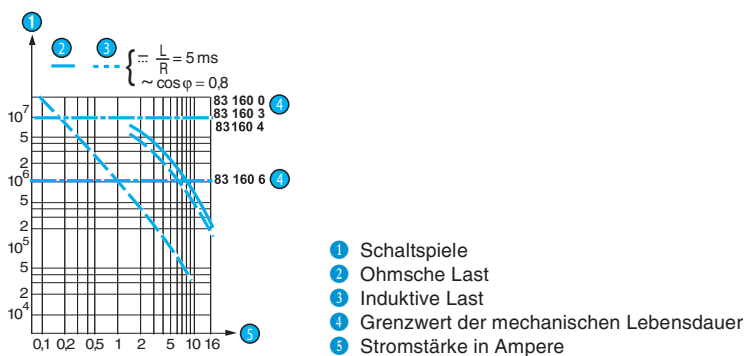 1
2 3
⎓ L/R = 5 ms
~ cos φ = 0,8
83 160 0
83 160 3
83 160 4
4
10⁷
5
2
10⁶
83 160 6
4
5
2
10⁵
5
2
10⁴
0,1 0,2 0,5 1 2 5 10 16
5
1 Schaltspiele
2 Ohmsche Last
3 Induktive Last
4 Grenzwert der mechanischen Lebensdauer
5 Stromstärke in Ampere